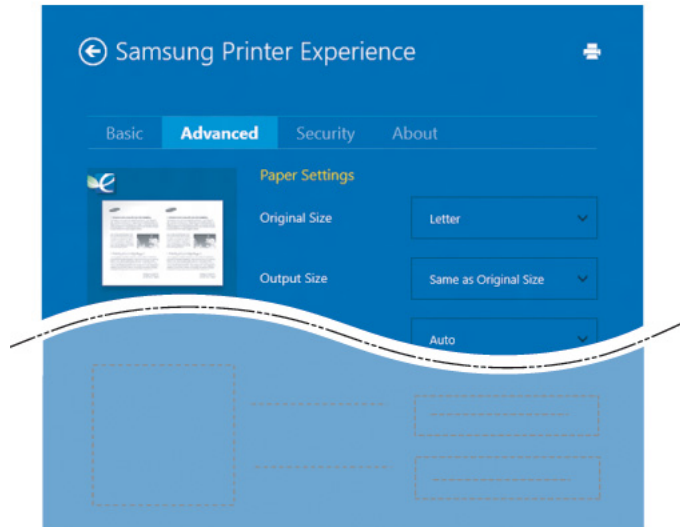 Samsung Printer Experience
Basic Advanced Security About
Paper Settings
Original Size Letter
Output Size Same as Original Size
Auto